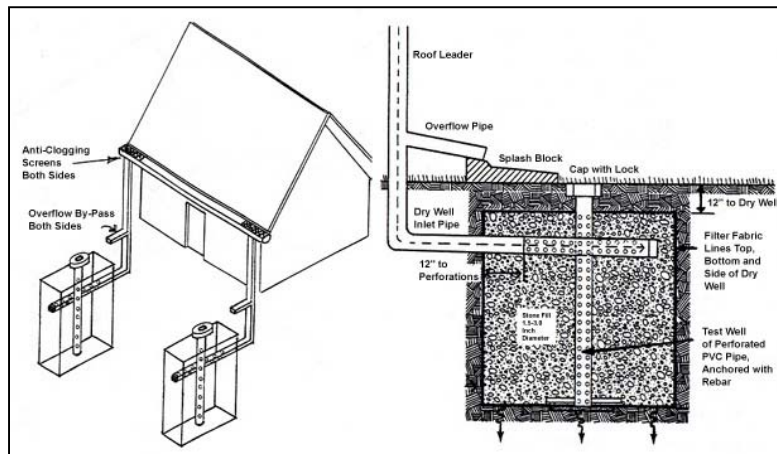 Anti-Clogging
Screens
Both Sides
Overflow By-Pass
Both Sides
Roof Leader
Overflow Pipe
Splash Block
Cap with Lock
12" to Dry Well
Dry Well
Inlet Pipe
12" to
Perforations
Filter Fabric
Lines Top,
Bottom and
Side of Dry
Well
Stone Fill
1.5-3.0
Inch
Diameter
Test Well
of Perforated
PVC Pipe,
Anchored with
Rebar